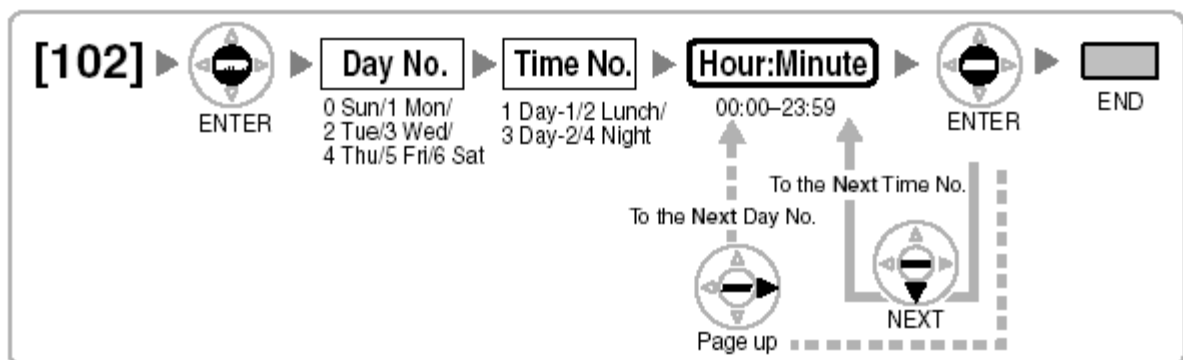 [102]
ENTER
Day No.
0 Sun/1 Mon/
2 Tue/3 Wed/
4 Thu/5 Fri/6 Sat
Time No.
1 Day-1/2 Lunch/
3 Day-2/4 Night
Hour:Minute
00:00–23:59
ENTER
END
To the Next Time No.
To the Next Day No.
NEXT
Page up